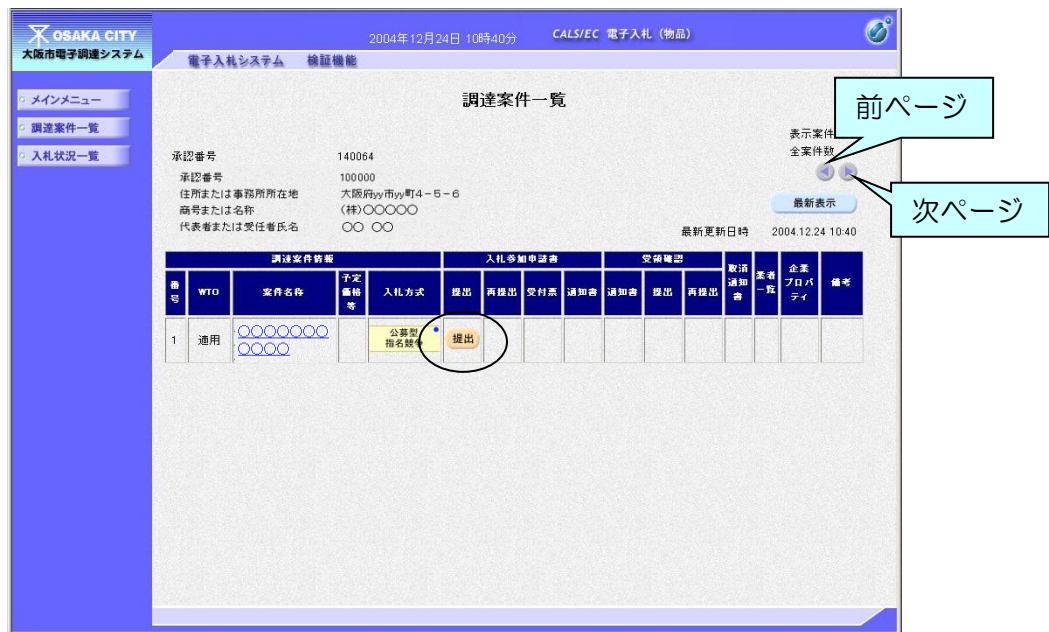 OSAKA CITY
大阪市電子調達システム
2004年12月24日 10時40分
CALS/EC 電子入札（物品）
電子入札システム 検証機能
メインメニュー
調達案件一覧
入札状況一覧
調達案件一覧
前ページ
表示案件
全案件数
承認番号 140064
承認番号 100000
住所または事務所所在地 大阪府yy市yy町4-5-6
商号または名称 (株)○○○○○
代表者または受任者氏名 ○○ ○○
最新表示
次ページ
最新更新日時 2004.12.24 10:40
調達案件情報 入札参加申請書 受領確認 取消通知書 業者一覧 企業プロパティ 備考
番号 WTO 案件名称 予定価格等 入札方式 提出 再提出 受付票 通知書 通知書 提出 再提出
1 適用 ○○○○○○○ 公募型 提出
○○○○ 指名競争